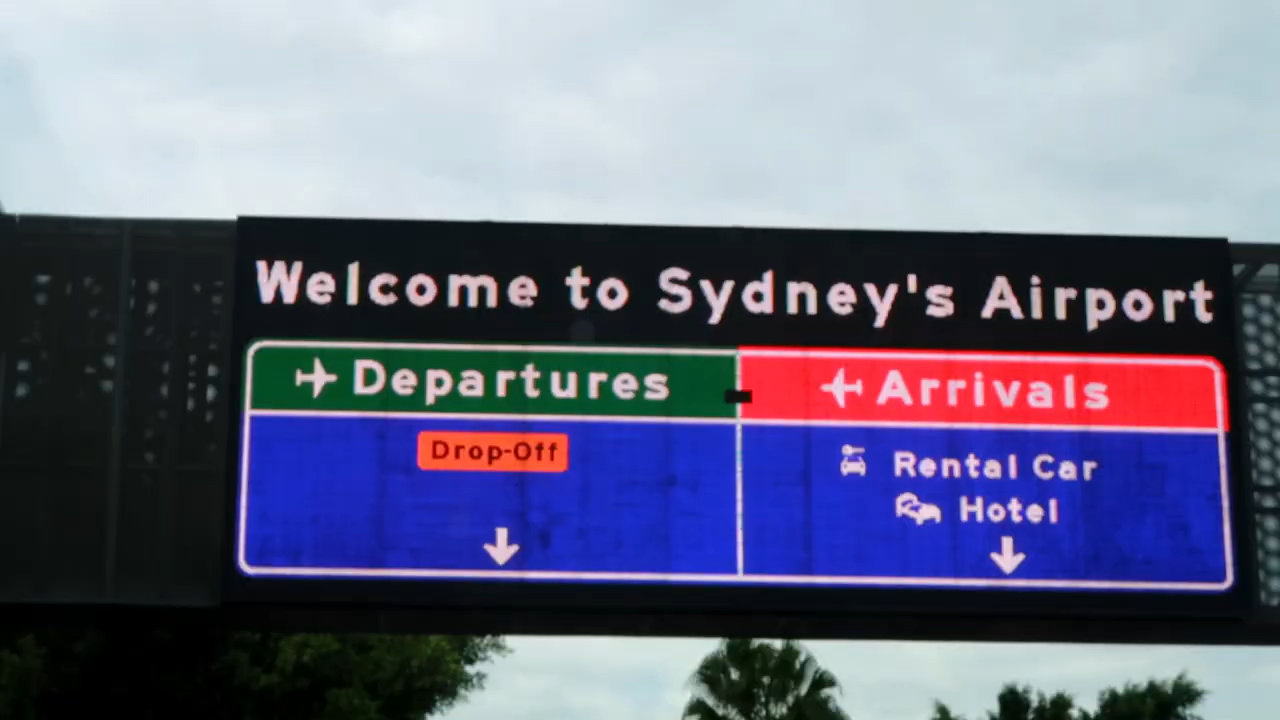 Welcome to Sydney's Airport
Departures
Drop-Off
Arrivals
Rental Car
Hotel